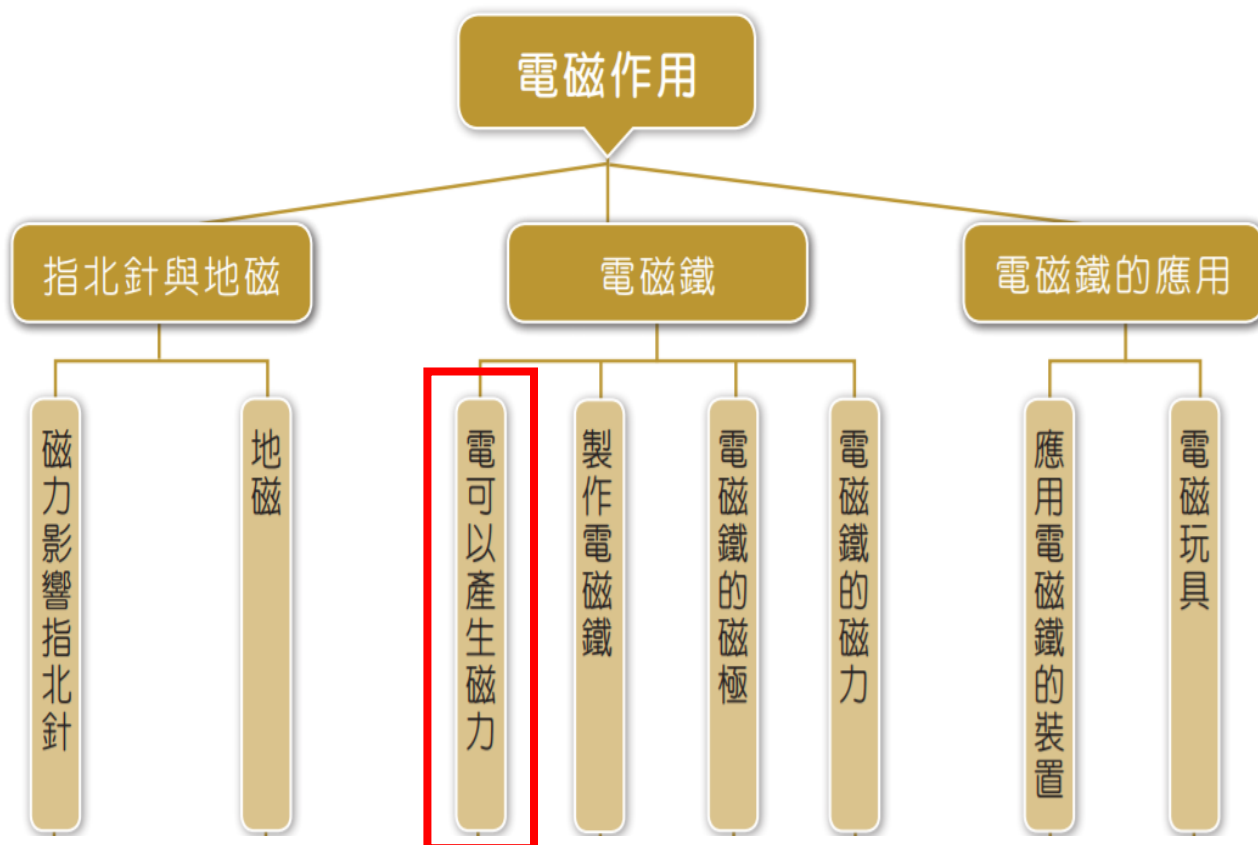 電磁作用
指北針與地磁
電磁鐵
電磁鐵的應用
磁力影響指北針
地磁
電可以產生磁力
製作電磁鐵
電磁鐵的磁極
電磁鐵的磁力
應用電磁鐵的裝置
電磁玩具